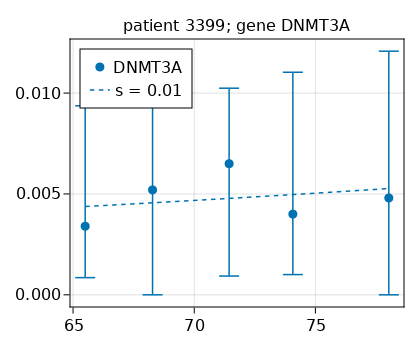 patient 3399; gene DNMT3A
DNMT3A
s = 0.01
0.010
0.005
0.000
65
70
75